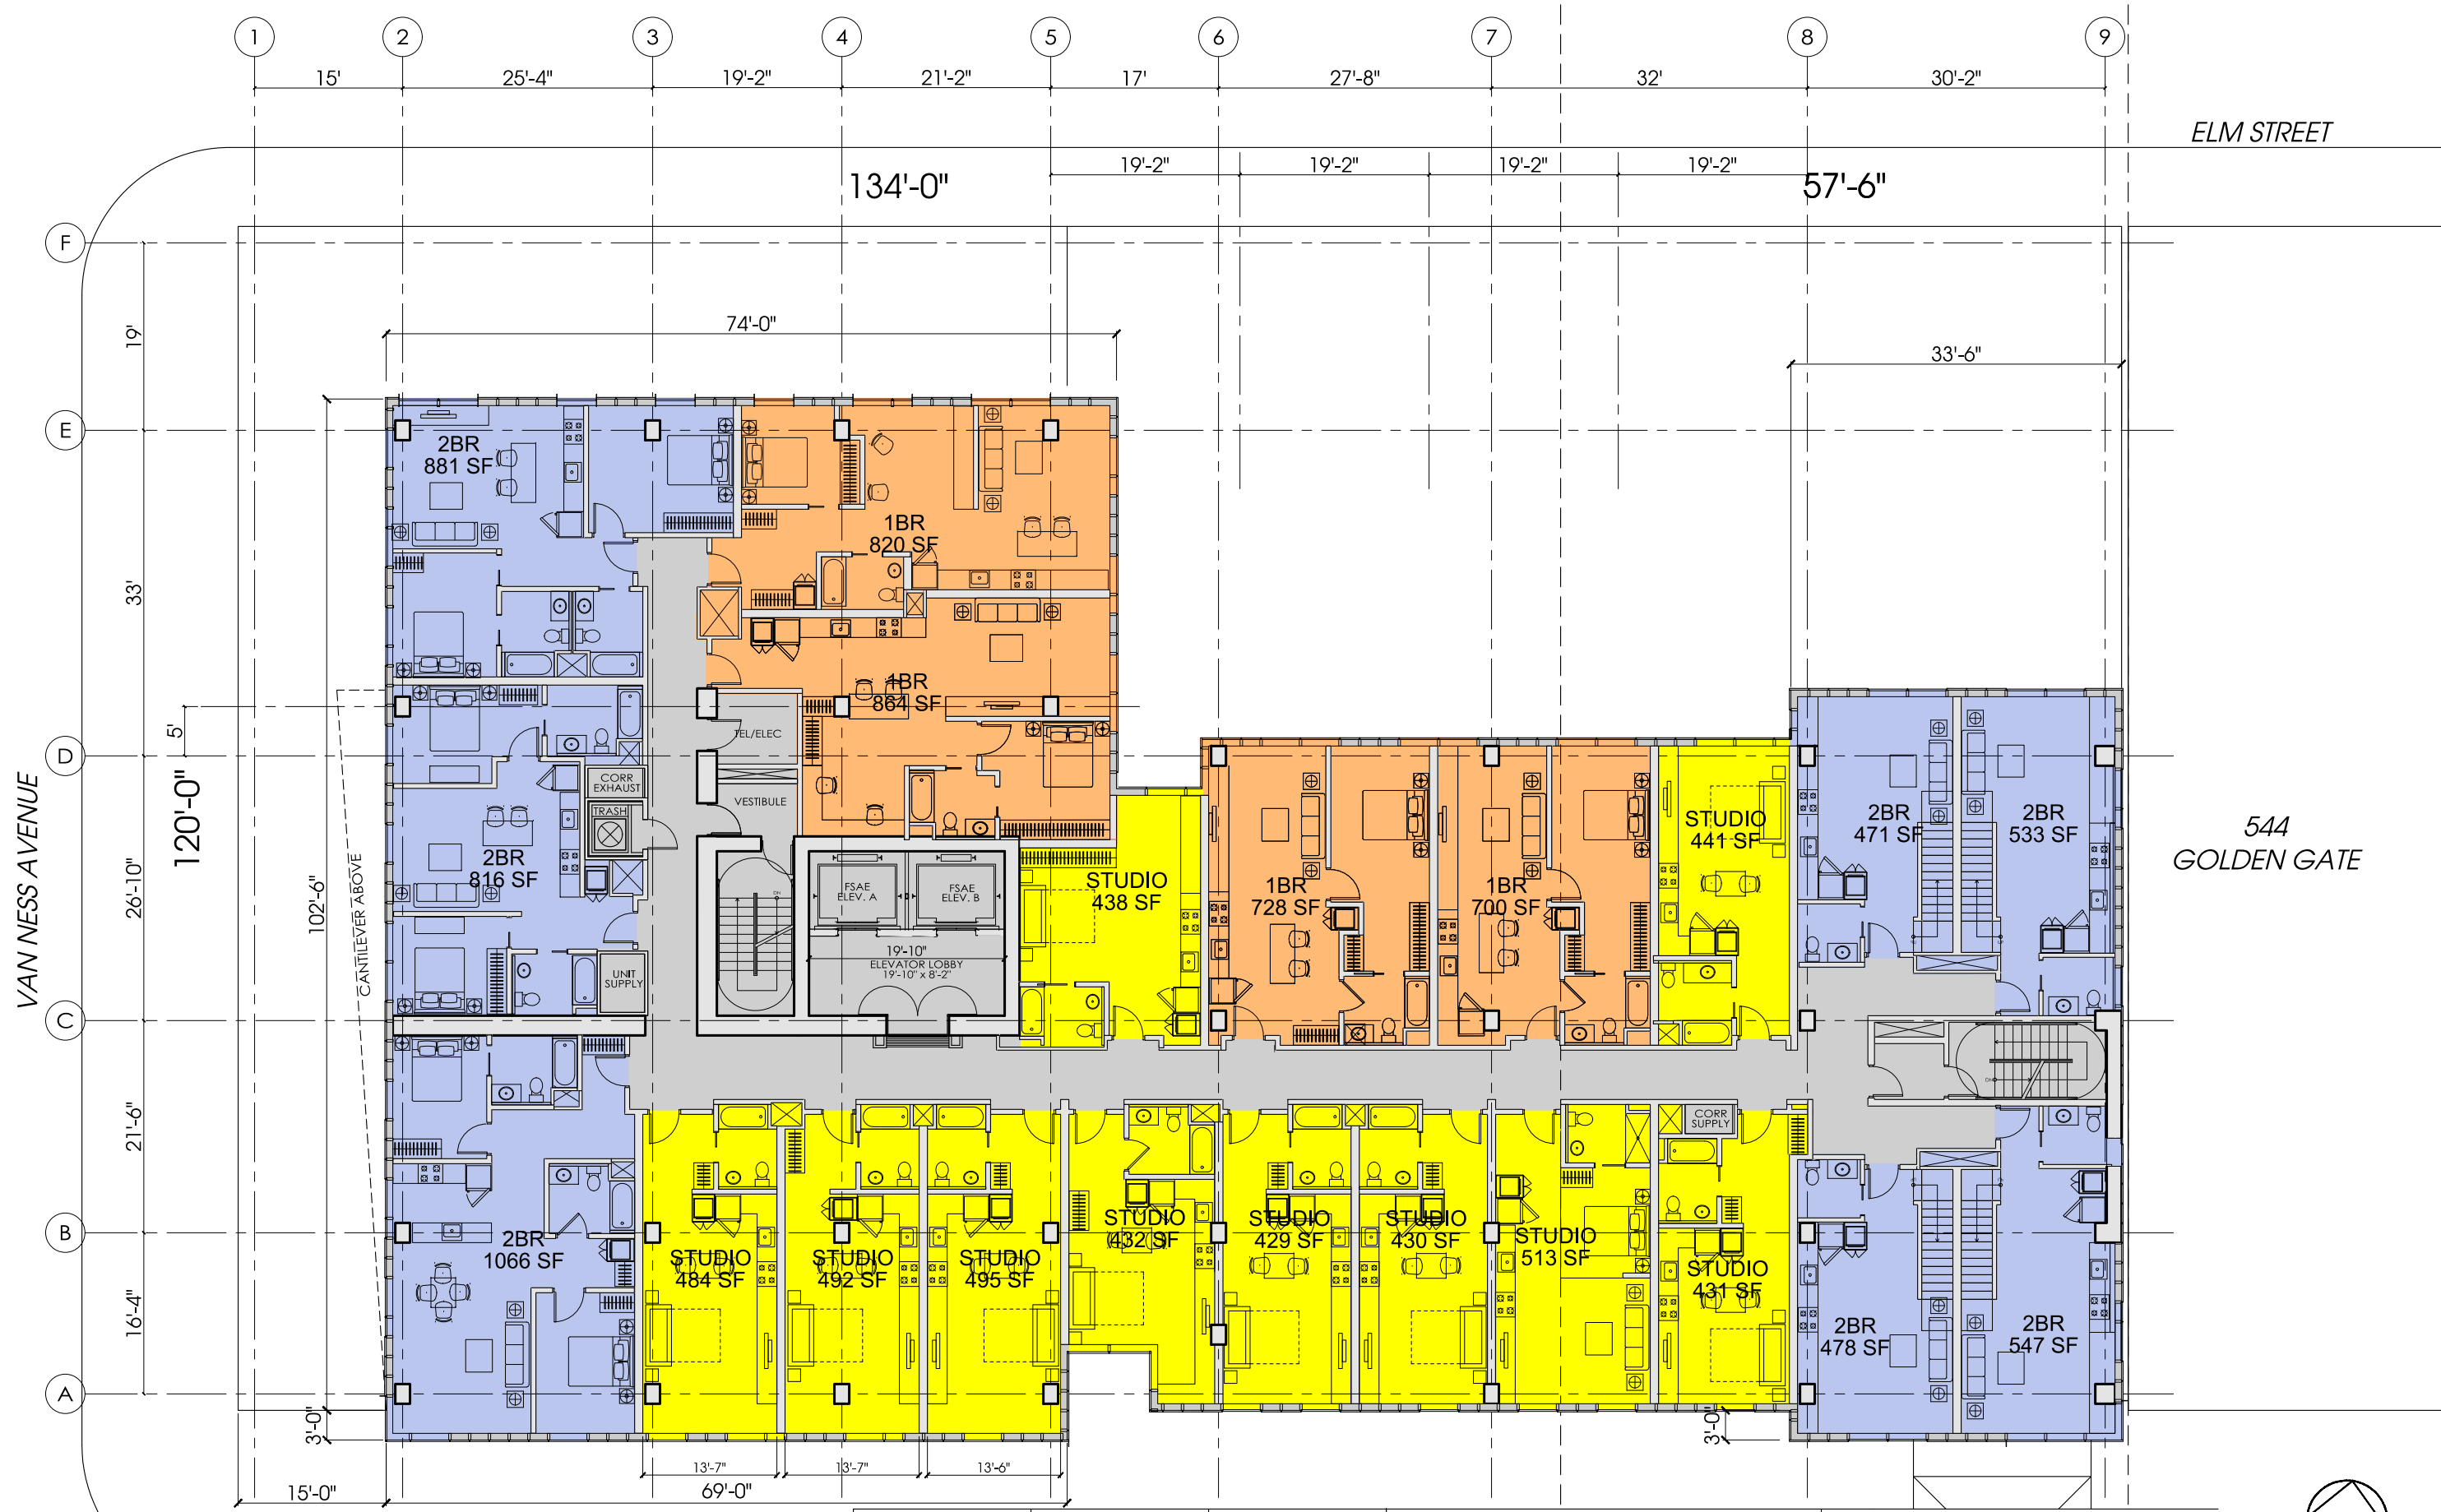 1 2 3 4 5 6 7 8 9
15' 25'-4" 19'-2" 21'-2" 17' 27'-8" 32' 30'-2"
ELM STREET
19'-2" 19'-2" 19'-2" 19'-2"
134'-0" 57'-6"
F
19'
74'-0"
33'-6"
E
2BR
881 SF
1BR
820 SF
33'
1BR
864 SF
5'
TEL/ELEC
D
CORR
EXHAUST
TRASH
VESTIBULE
VAN NESS AVENUE
120'-0"
26'-10"
102'-6"
CANTILEVER ABOVE
2BR
816 SF
FSAE
ELEV. A
FSAE
ELEV. B
STUDIO
438 SF
1BR
728 SF
1BR
700 SF
STUDIO
441 SF
2BR
471 SF
2BR
533 SF
544
GOLDEN GATE
DN
19'-10"
ELEVATOR LOBBY
19'-10" x 8'-2"
UNIT
SUPPLY
C
21'-6"
DN
CORR
SUPPLY
B
2BR
1066 SF
STUDIO
484 SF
STUDIO
492 SF
STUDIO
495 SF
STUDIO
432 SF
STUDIO
429 SF
STUDIO
430 SF
STUDIO
513 SF
STUDIO
431 SF
2BR
478 SF
2BR
547 SF
16'-4"
A
3'-0"
3'-0"
13'-7" 13'-7" 13'-6"
15'-0" 69'-0"